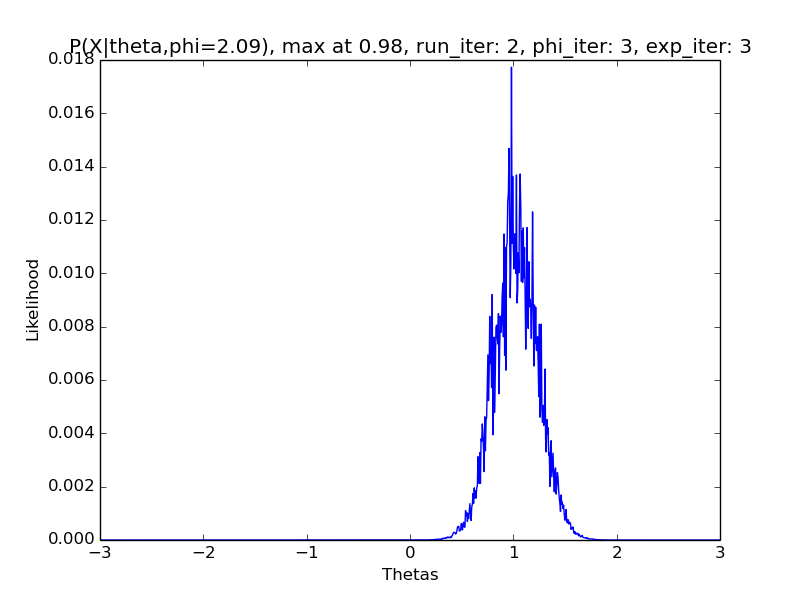 P(X|theta,phi=2.09), max at 0.98, run_iter: 2, phi_iter: 3, exp_iter: 3
0.018
0.016
0.014
0.012
0.010
0.008
0.006
0.004
0.002
0.000
Likelihood
−3 −2 −1 0 1 2 3
Thetas